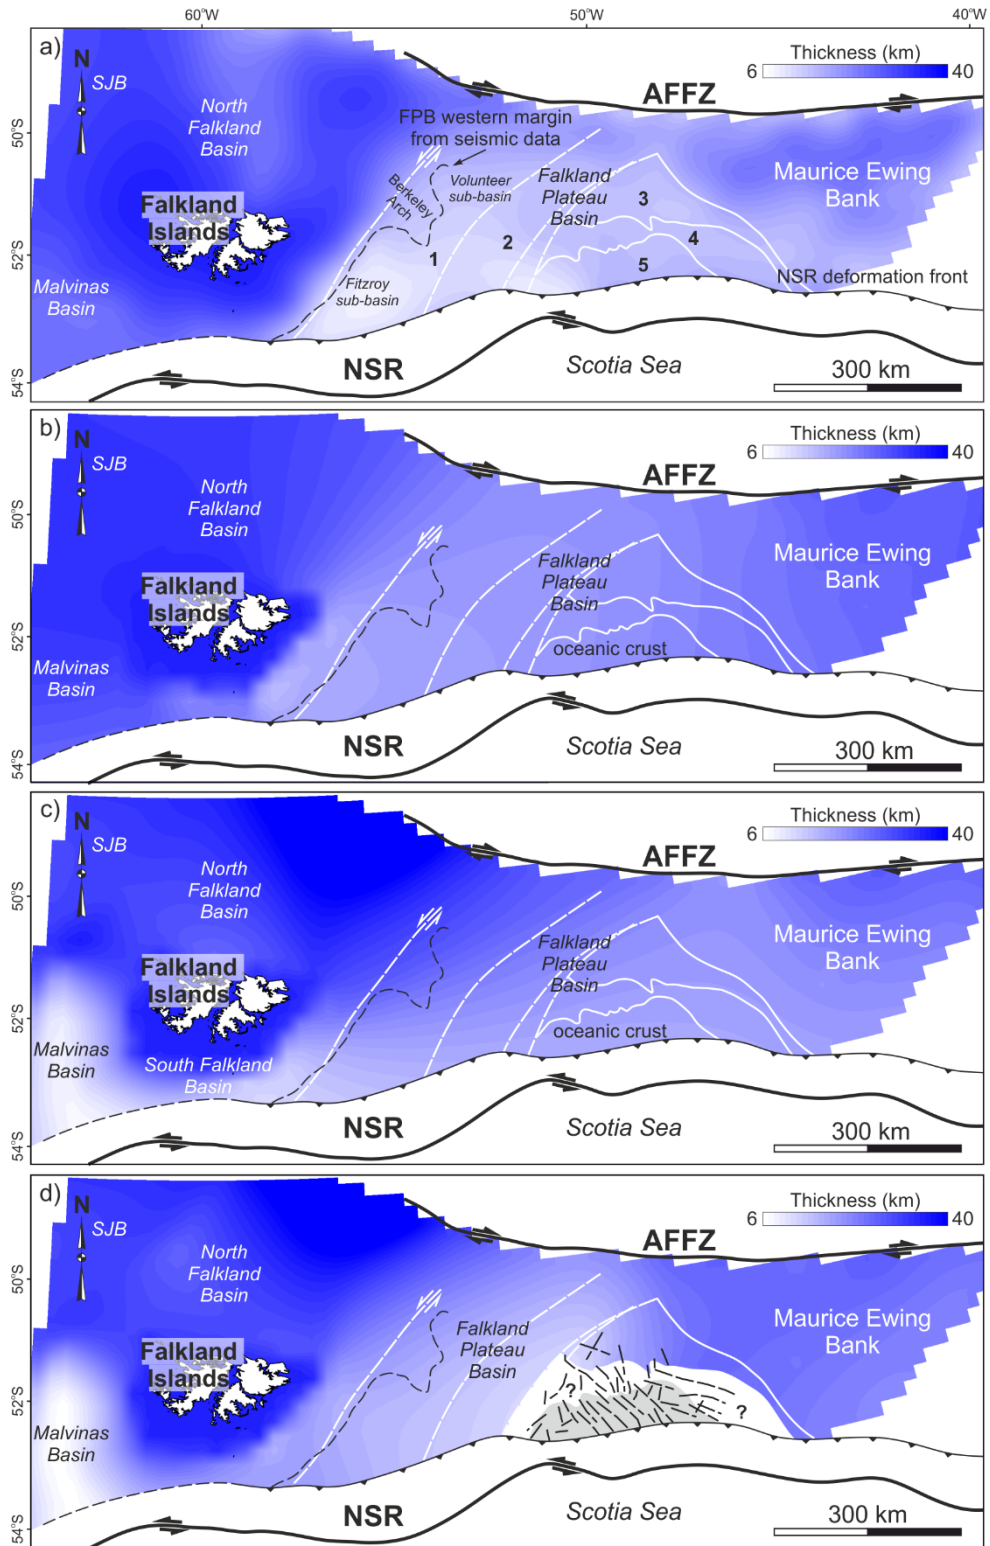 60°W
50°W
40°W
a)
N
SJB
Thickness (km)
6
40
AFFZ
North
Falkland
Basin
50°S
FPB western margin
from seismic data
Berkeley
Arch
Volunteer
sub-basin
Falkland
Plateau
Basin
Maurice Ewing
Bank
Falkland
Islands
3
4
2
1
5
52°S
Malvinas
Basin
Fitzroy
sub-basin
NSR deformation front
NSR
Scotia Sea
300 km
54°S
b)
N
SJB
Thickness (km)
6
40
AFFZ
North
Falkland
Basin
50°S
Falkland
Plateau
Basin
Maurice Ewing
Bank
Falkland
Islands
52°S
Malvinas
Basin
oceanic crust
NSR
Scotia Sea
300 km
54°S
c)
N
SJB
Thickness (km)
6
40
AFFZ
North
Falkland
Basin
50°S
Falkland
Plateau
Basin
Maurice Ewing
Bank
Falkland
Islands
52°S
Malvinas
Basin
South Falkland
Basin
oceanic crust
NSR
Scotia Sea
300 km
54°S
d)
N
SJB
Thickness (km)
6
40
AFFZ
North
Falkland
Basin
50°S
Falkland
Plateau
Basin
Maurice Ewing
Bank
Falkland
Islands
?
?
52°S
Malvinas
Basin
NSR
Scotia Sea
300 km
54°S